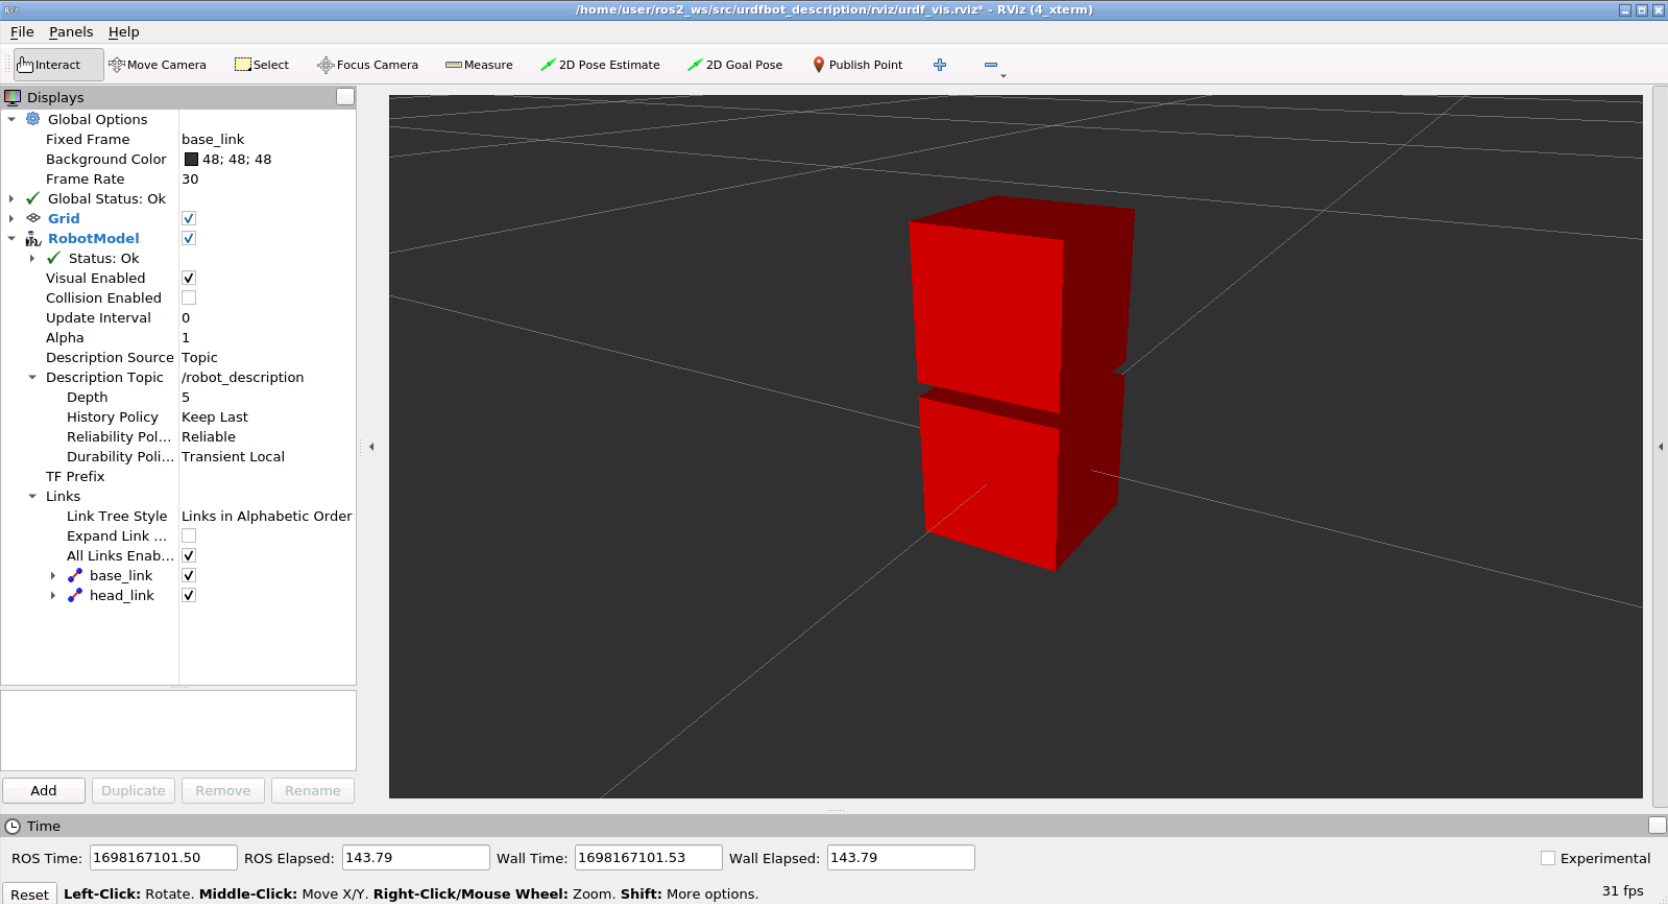 /home/user/ros2_ws/src/urdfbot_description/rviz/urdf_vis.rviz* - RViz (4_xterm)
File Panels Help
Interact Move Camera Select Focus Camera Measure 2D Pose Estimate 2D Goal Pose Publish Point
Displays
Global Options
Fixed Frame base_link
Background Color 48; 48; 48
Frame Rate 30
Global Status: Ok
Grid
RobotModel
Status: Ok
Visual Enabled
Collision Enabled
Update Interval 0
Alpha 1
Description Source Topic
Description Topic /robot_description
Depth 5
History Policy Keep Last
Reliability Pol... Reliable
Durability Poli... Transient Local
TF Prefix
Links
Link Tree Style Links in Alphabetic Order
Expand Link ...
All Links Enab...
base_link
head_link
Add Duplicate Remove Rename
Time
ROS Time: 1698167101.50 ROS Elapsed: 143.79 Wall Time: 1698167101.53 Wall Elapsed: 143.79 Experimental
Reset Left-Click: Rotate. Middle-Click: Move X/Y. Right-Click/Mouse Wheel: Zoom. Shift: More options. 31 fps